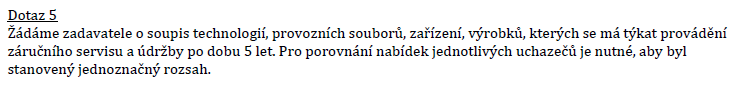 Dotaz 5
Žádáme zadavatele o soupis technologií, provozních souborů, zařízení, výrobků, kterých se má týkat provádění
záručního servisu a údržby po dobu 5 let. Pro porovnání nabídek jednotlivých uchazečů je nutné, aby byl
stanovený jednoznačný rozsah.